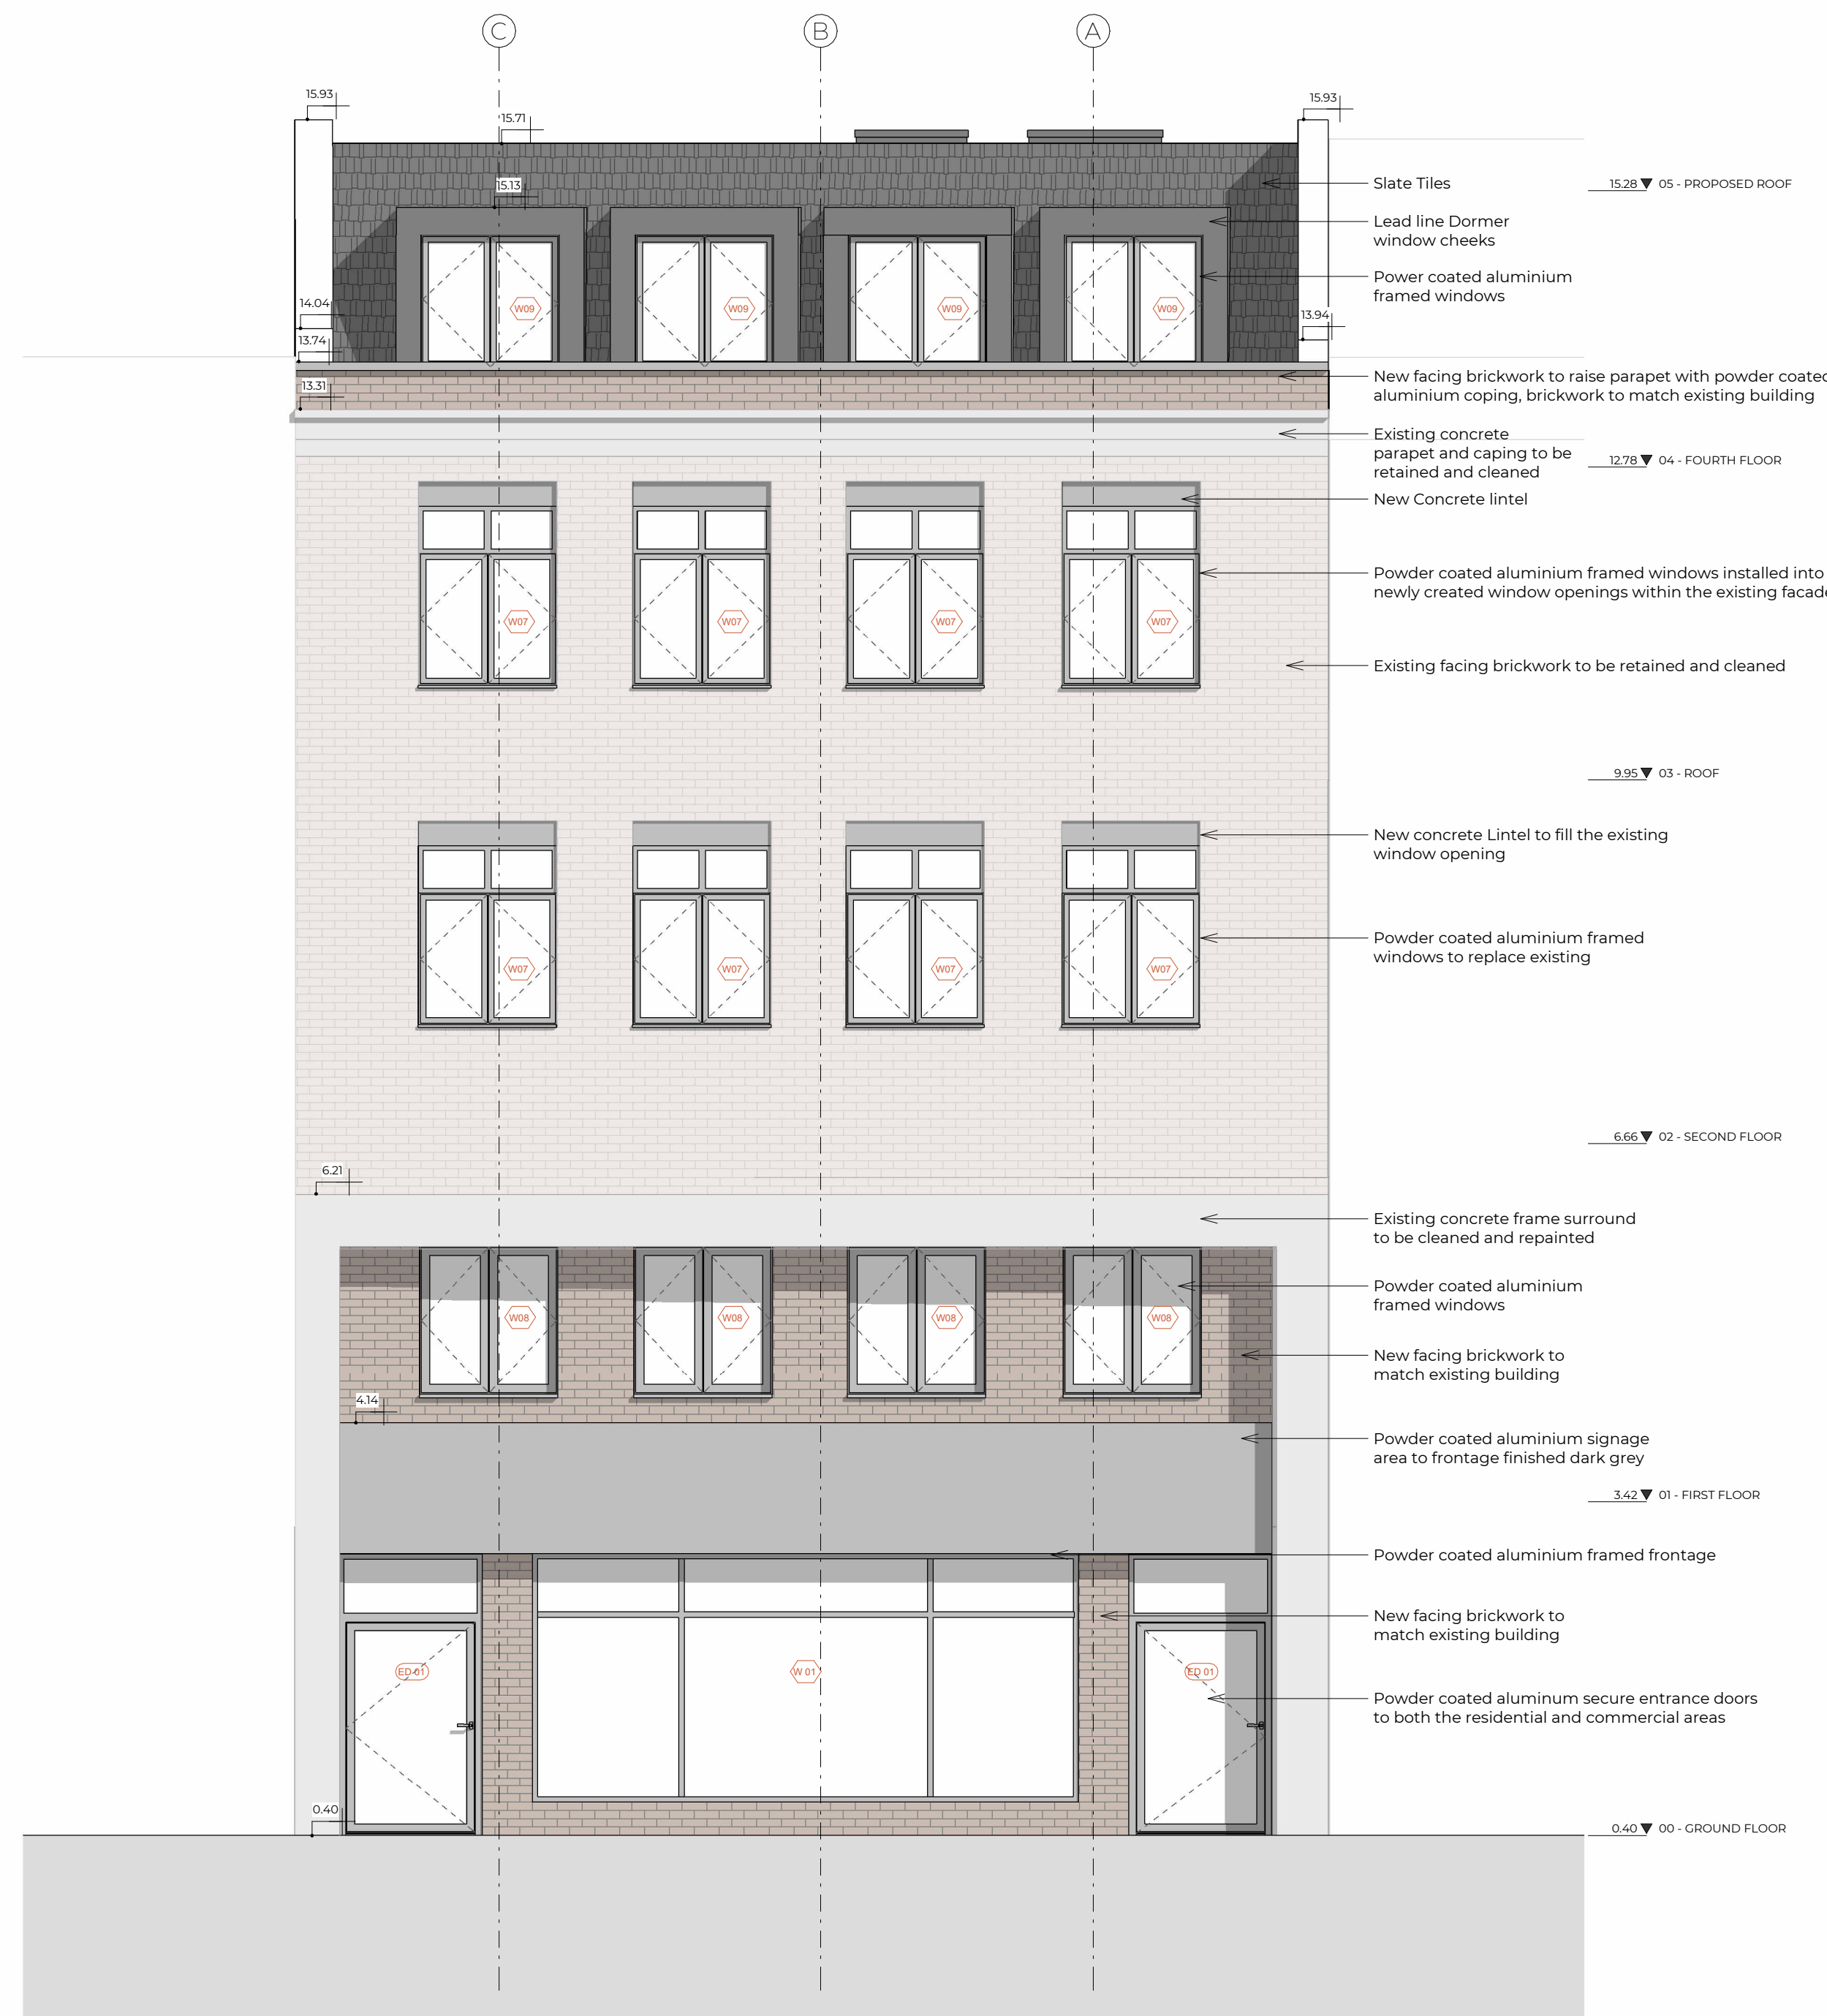 C
B
A
15.93
15.93
15.71
15.13
Slate Tiles
15.28 05 - PROPOSED ROOF
Lead line Dormer
window cheeks
Power coated aluminium
framed windows
W09
W09
W09
W09
14.04
13.94
13.74
13.31
New facing brickwork to raise parapet with powder coated
aluminium coping, brickwork to match existing building
Existing concrete
parapet and caping to be
retained and cleaned
12.78 04 - FOURTH FLOOR
New Concrete lintel
Powder coated aluminium framed windows installed into
newly created window openings within the existing facade
W07
W07
W07
W07
Existing facing brickwork to be retained and cleaned
9.95 03 - ROOF
New concrete Lintel to fill the existing
window opening
Powder coated aluminium framed
windows to replace existing
W07
W07
W07
W07
6.66 02 - SECOND FLOOR
6.21
Existing concrete frame surround
to be cleaned and repainted
Powder coated aluminium
framed windows
W08
W08
W08
W08
New facing brickwork to
match existing building
4.14
Powder coated aluminium signage
area to frontage finished dark grey
3.42 01 - FIRST FLOOR
Powder coated aluminium framed frontage
New facing brickwork to
match existing building
ED 01
W 01
ED 01
Powder coated aluminum secure entrance doors
to both the residential and commercial areas
0.40
0.40 00 - GROUND FLOOR